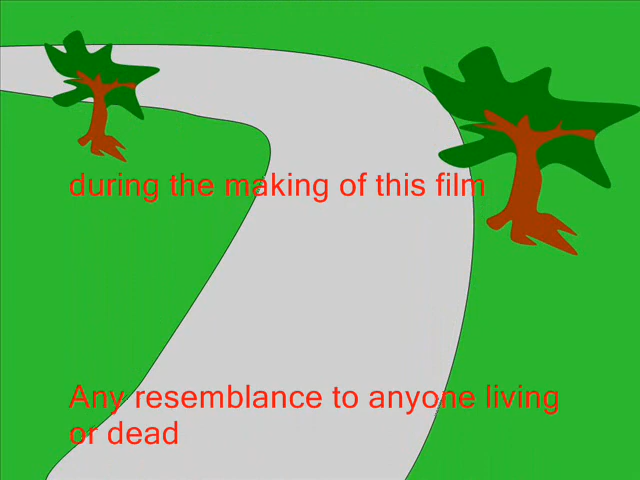 during the making of this film
Any resemblance to anyone living
or dead